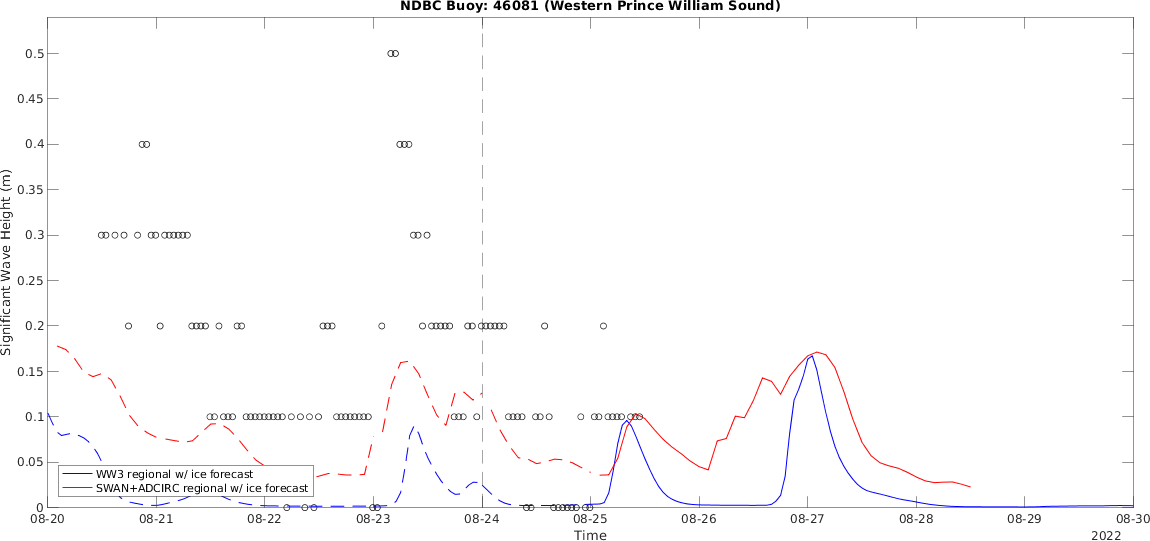 NDBC Buoy: 46081 (Western Prince William Sound)
Significant Wave Height (m)
0.5
0.45
0.4
0.35
0.3
0.25
0.2
0.15
0.1
0.05
0
WW3 regional w/ ice forecast
SWAN+ADCIRC regional w/ ice forecast
08-20 08-21 08-22 08-23 08-24 08-25 08-26 08-27 08-28 08-29 08-30
Time
2022